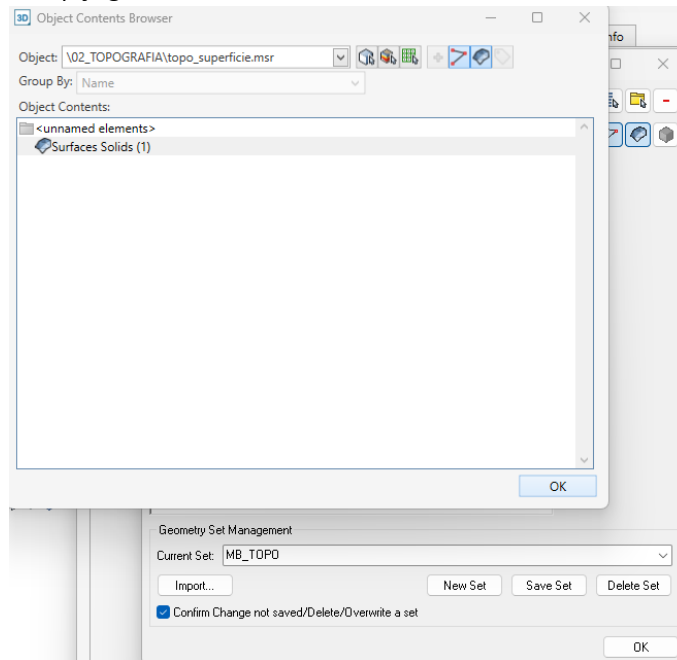 3D Object Contents Browser
Object: \02_TOPOGRAFIA\topo_superficie.msr
Group By: Name
Object Contents:
<unnamed elements>
Surfaces Solids (1)
OK
Geometry Set Management
Current Set: MB_TOPO
Import... New Set Save Set Delete Set
Confirm Change not saved/Delete/Overwrite a set
OK